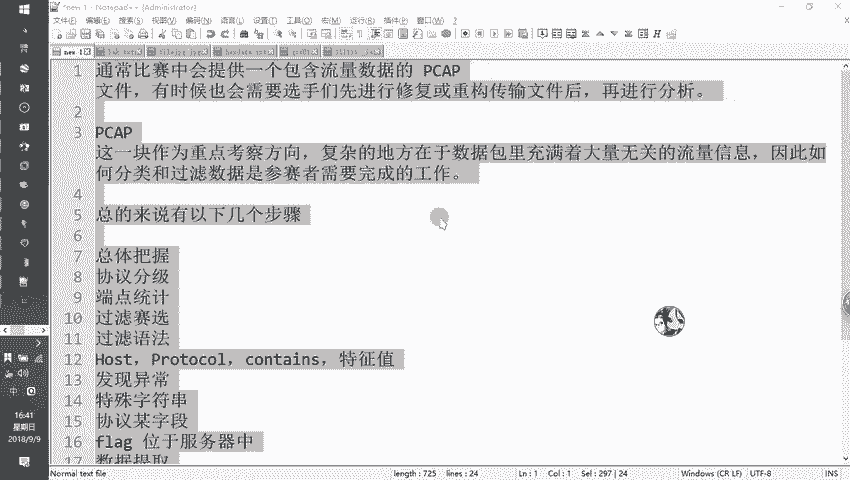 *new 1 - Notepad++ [Administrator]
文件(F) 编辑(E) 搜索(S) 视图(V) 编码(N) 语言(L) 设置(T) 工具(O) 宏(M) 运行(R) 插件(P) 窗口(W) ?
new 1
1 通常比赛中会提供一个包含流量数据的 PCAP
文件，有时候也会需要选手们先进行修复或重构传输文件后，再进行分析。
2
3 PCAP
这一块作为重点考察方向，复杂的地方在于数据包里充满着大量无关的流量信息，因此如
何分类和过滤数据是参赛者需要完成的工作。
4
5 总的来说有以下几个步骤
6
7 总体把握
8 协议分级
9 端点统计
10 过滤赛选
11 过滤语法
12 Host, Protocol, contains, 特征值
13 发现异常
14 特殊字符串
15 协议某字段
16 flag 位于服务器中
17 数据提取
中
16:41
星期日
2018/9/9
Normal text file length : 725 lines : 24 Ln : 1 Col : 1 Sel : 297 | 24 Windows (CR LF) UTF-8 INS